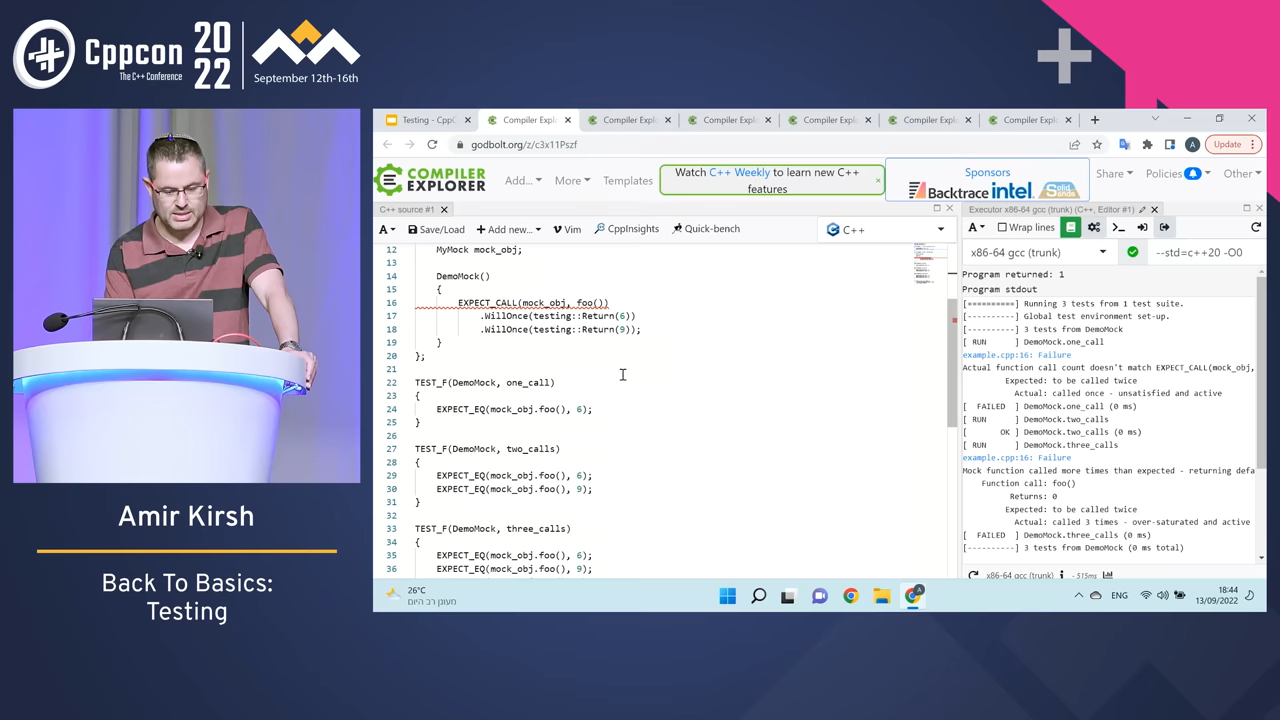 Cppcon
The C++ Conference
20
22
September 12th-16th
Amir Kirsh
Back To Basics:
Testing
Testing - CppC
Compiler Explo
Compiler Explo
Compiler Explo
Compiler Explo
Compiler Explo
Compiler Explo
godbolt.org/z/c3x11Pszf
A
Update
COMPILER
EXPLORER
Add...
More
Templates
Watch C++ Weekly to learn new C++
features
Sponsors
Backtrace
intel
Solid
Sands
Share
Policies
Other
C++ source #1
A
Save/Load
Add new...
Vim
CppInsights
Quick-bench
C++
12 MyMock mock_obj;
13
14 DemoMock()
15 {
16 EXPECT_CALL(mock_obj, foo())
17 .WillOnce(testing::Return(6))
18 .WillOnce(testing::Return(9));
19 }
20 };
21
22 TEST_F(DemoMock, one_call)
23 {
24 EXPECT_EQ(mock_obj.foo(), 6);
25 }
26
27 TEST_F(DemoMock, two_calls)
28 {
29 EXPECT_EQ(mock_obj.foo(), 6);
30 EXPECT_EQ(mock_obj.foo(), 9);
31 }
32
33 TEST_F(DemoMock, three_calls)
34 {
35 EXPECT_EQ(mock_obj.foo(), 6);
36 EXPECT_EQ(mock_obj.foo(), 9);
Executor x86-64 gcc (trunk) (C++, Editor #1)
A
Wrap lines
x86-64 gcc (trunk)
--std=c++20 -O0
Program returned: 1
Program stdout
[==========] Running 3 tests from 1 test suite.
[----------] Global test environment set-up.
[----------] 3 tests from DemoMock
[ RUN      ] DemoMock.one_call
example.cpp:16: Failure
Actual function call count doesn't match EXPECT_CALL(mock_obj,
Expected: to be called twice
Actual: called once - unsatisfied and active
[  FAILED  ] DemoMock.one_call (0 ms)
[ RUN      ] DemoMock.two_calls
[       OK ] DemoMock.two_calls (0 ms)
[ RUN      ] DemoMock.three_calls
example.cpp:16: Failure
Mock function called more times than expected - returning defa
Function call: foo()
Returns: 0
Expected: to be called twice
Actual: called 3 times - over-saturated and active
[  FAILED  ] DemoMock.three_calls (0 ms)
[----------] 3 tests from DemoMock (0 ms total)
x86-64 gcc (trunk)
- 515ms
26°C
מעונן רב היום
ENG
18:44
13/09/2022